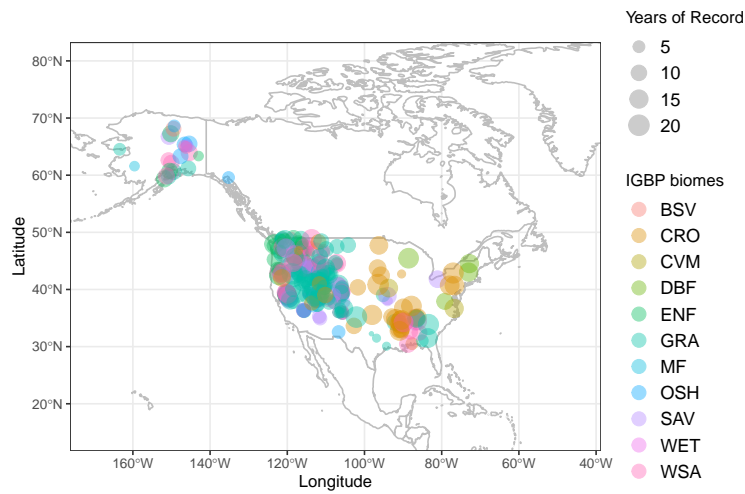 Years of Record
5
10
15
20
IGBP biomes
BSV
CRO
CVM
DBF
ENF
GRA
MF
OSH
SAV
WET
WSA
80°N
70°N
60°N
50°N
40°N
30°N
20°N
Latitude
160°W 140°W 120°W 100°W 80°W 60°W 40°W
Longitude